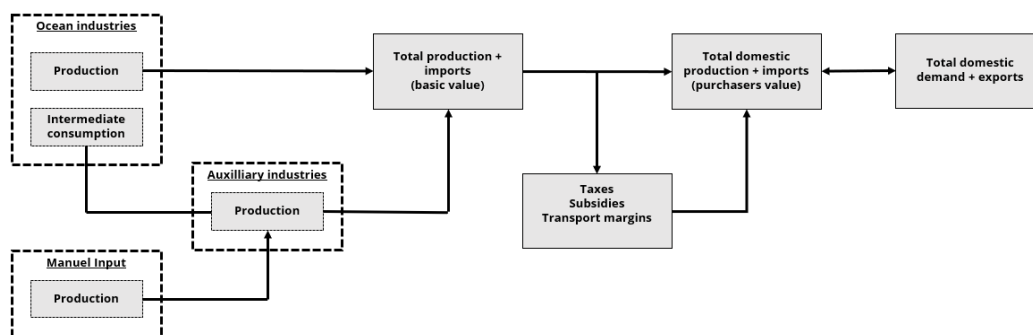 Ocean industries
Production
Intermediate
consumption
Auxilliary industries
Production
Manuel Input
Production
Total production +
imports
(basic value)
Taxes
Subsidies
Transport margins
Total domestic
production + imports
(purchasers value)
Total domestic
demand + exports